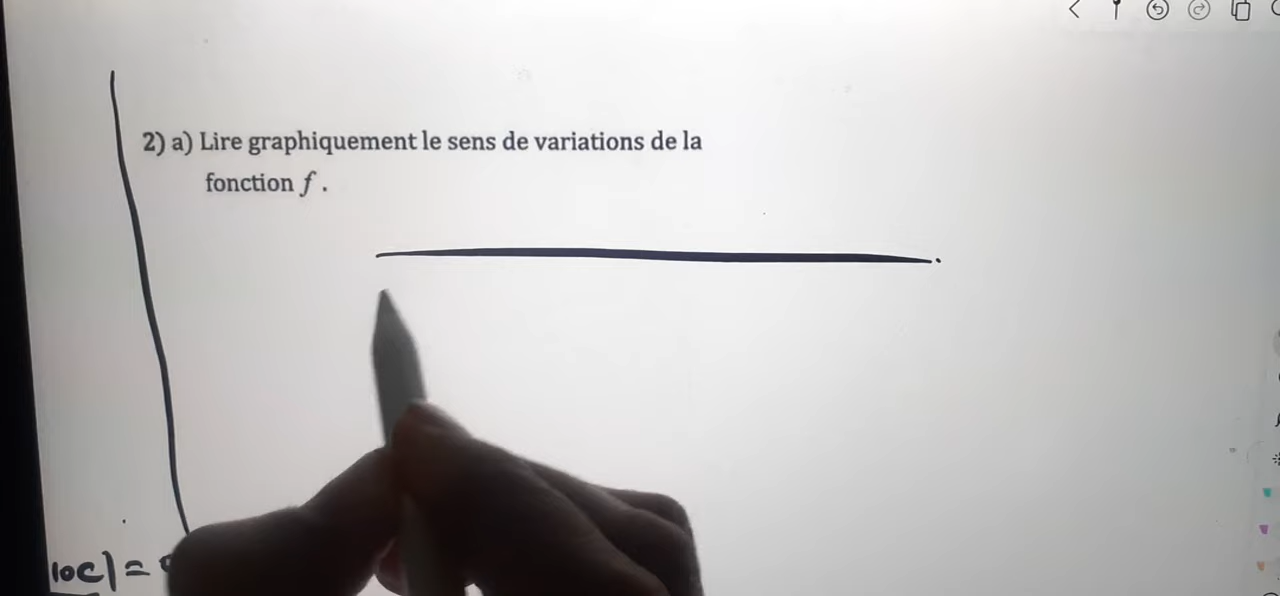 2) a) Lire graphiquement le sens de variations de la
fonction f .